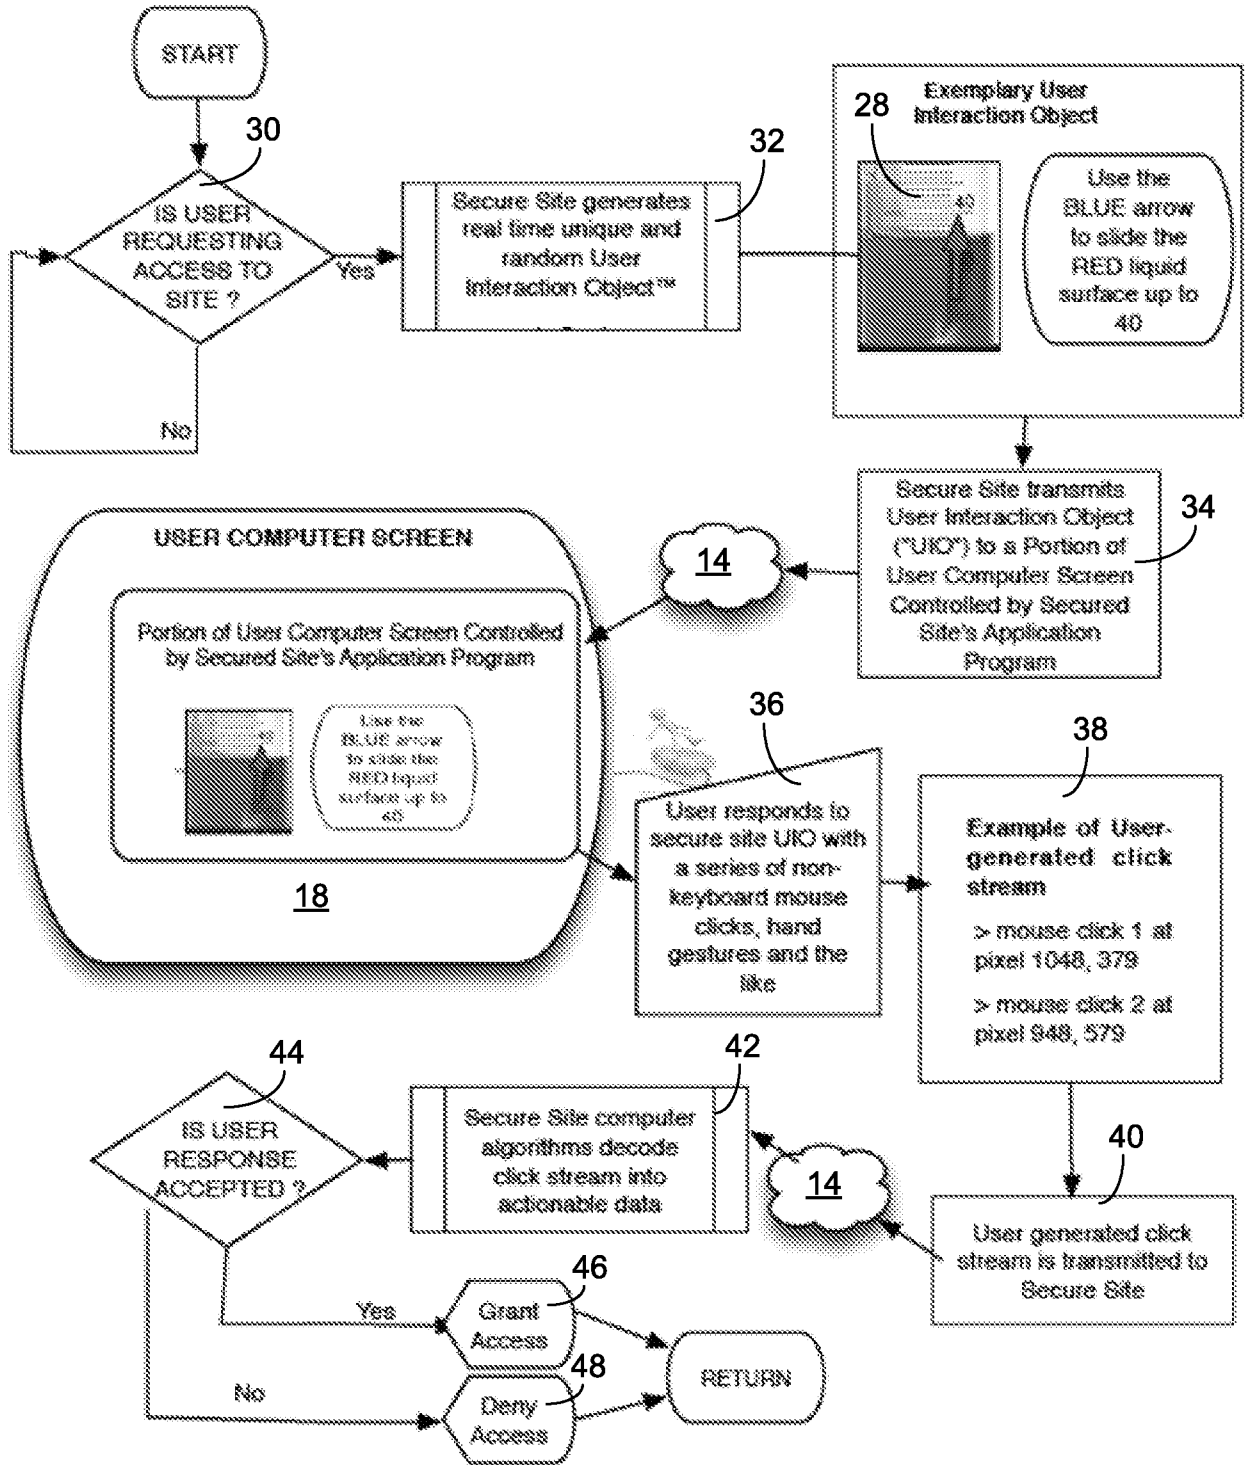 START
30
IS USER
REQUESTING
ACCESS TO
SITE ?
Yes
No
32
Secure Site generates
real time unique and
random User
Interaction Object™
Exemplary User
Interaction Object
28
40
Use the
BLUE arrow
to slide the
RED liquid
surface up to
40
34
Secure Site transmits
User Interaction Object
("UIO") to a Portion of
User Computer Screen
Controlled by Secured
Site's Application
Program
14
USER COMPUTER SCREEN
Portion of User Computer Screen Controlled
by Secured Site's Application Program
40
Use the
BLUE arrow
to slide the
RED liquid
surface up to
40
18
36
User responds to
secure site UIO with
a series of non-
keyboard mouse
clicks, hand
gestures and the
like
38
Example of User-
generated click
stream
> mouse click 1 at
pixel 1048, 379
> mouse click 2 at
pixel 948, 579
40
User generated click
stream is transmitted to
Secure Site
14
42
Secure Site computer
algorithms decode
click stream into
actionable data
44
IS USER
RESPONSE
ACCEPTED ?
Yes
46
Grant
Access
No
48
Deny
Access
RETURN